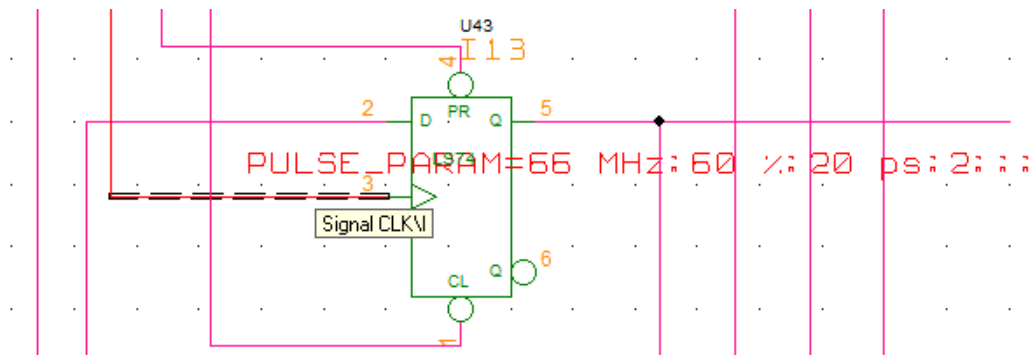 U43
I13
4
2
D
PR
Q
5
LS74
PULSE_PARAM=66 MHz;60 %;20 ps;2;;;
3
Signal CLK\I
Q
6
CL
1